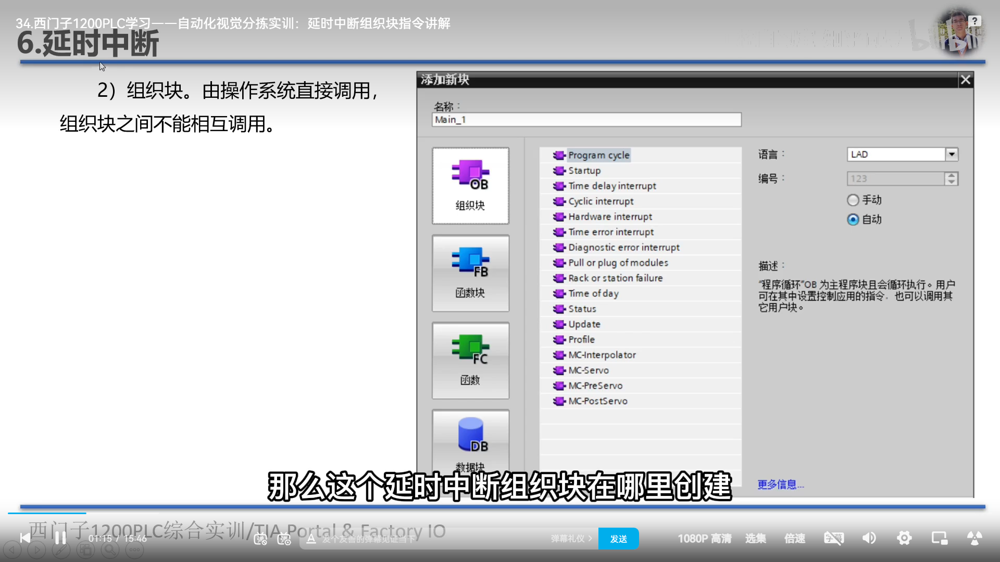 34.西门子1200PLC学习——自动化视觉分拣实训：延时中断组织块指令讲解
6.延时中断
2）组织块。由操作系统直接调用，
组织块之间不能相互调用。
添加新块
名称：
Main_1
OB
组织块
FB
函数块
FC
函数
DB
数据块
Program cycle
Startup
Time delay interrupt
Cyclic interrupt
Hardware interrupt
Time error interrupt
Diagnostic error interrupt
Pull or plug of modules
Rack or station failure
Time of day
Status
Update
Profile
MC-Interpolator
MC-Servo
MC-PreServo
MC-PostServo
语言：
LAD
编号：
123
手动
自动
描述：
“程序循环”OB 为主程序块且会循环执行。用户
可在其中设置控制应用的指令，也可以调用其
它用户块。
更多信息...
那么这个延时中断组织块在哪里创建
西门子1200PLC综合实训/TIA Portal & Factory IO
01:15 / 15:46
发个友善的弹幕见证当下
弹幕礼仪
发送
1080P 高清
选集
倍速
字幕